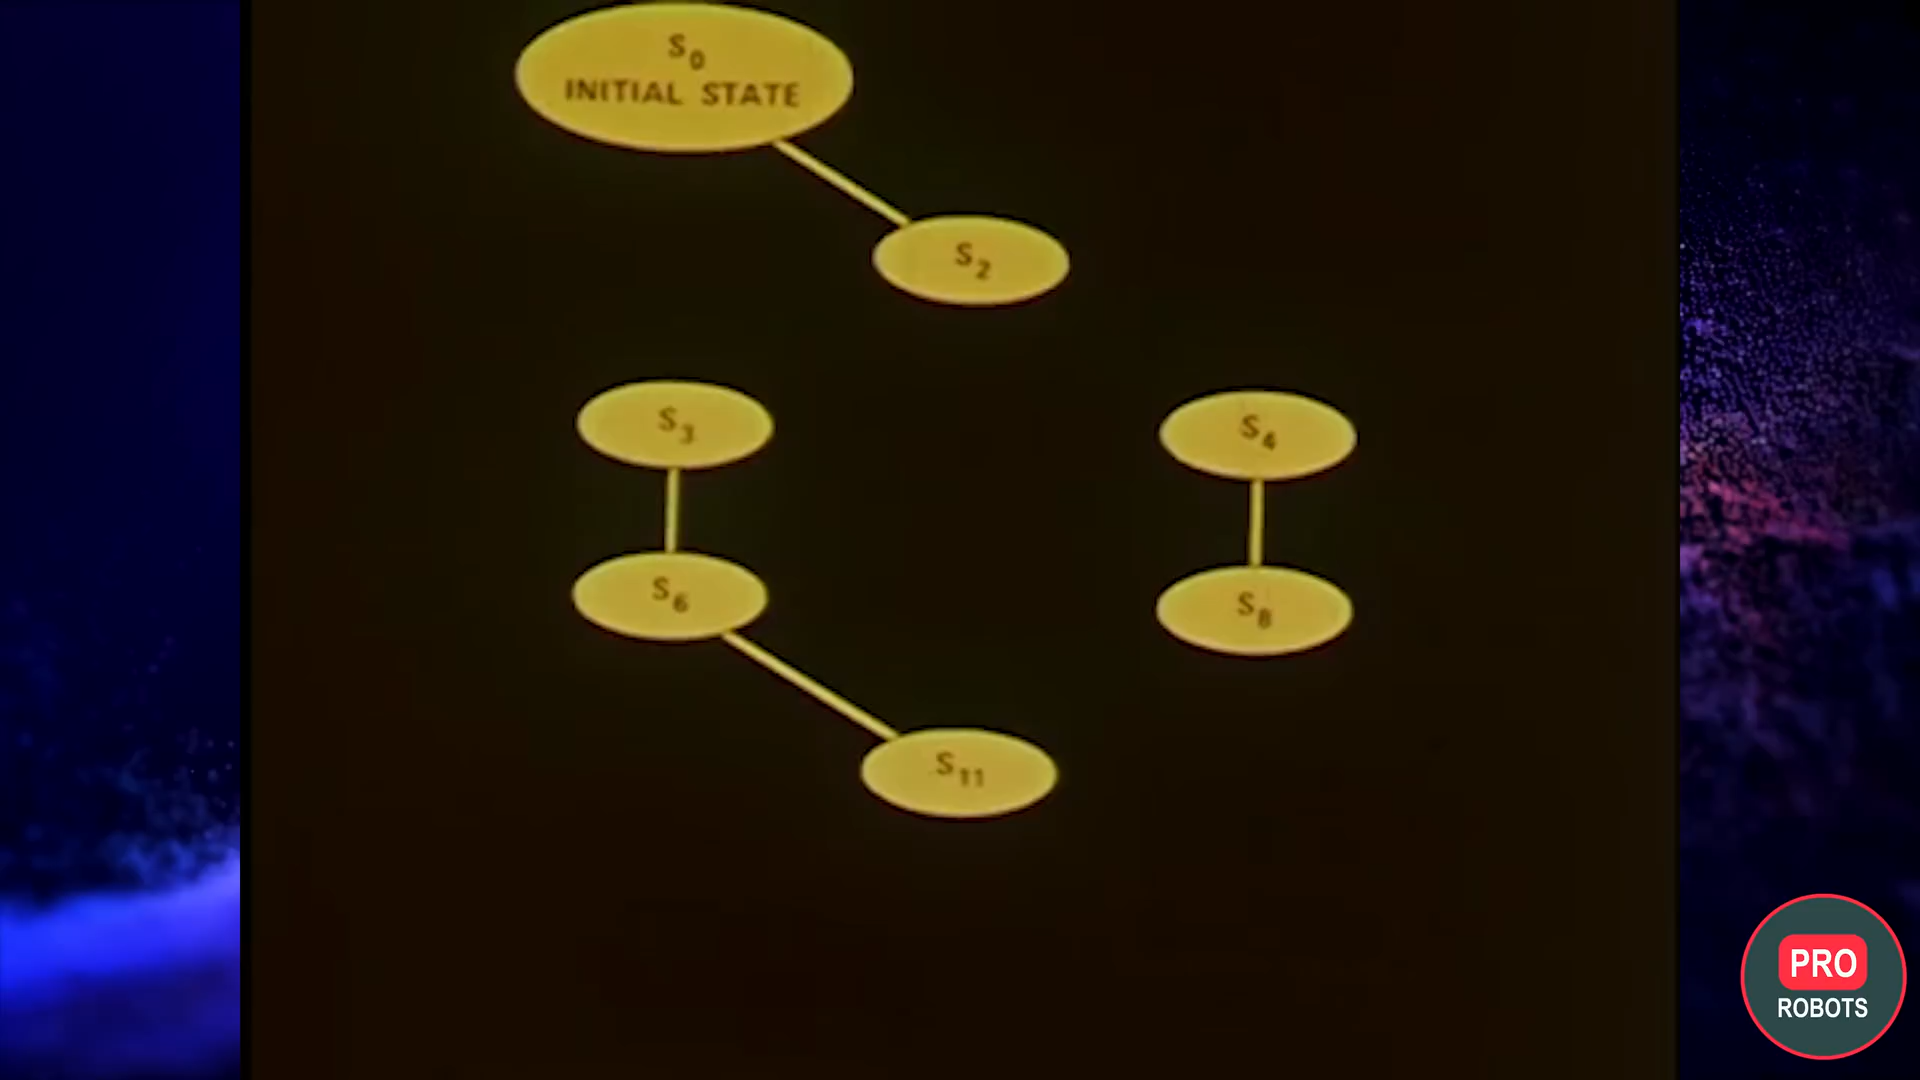 S0
INITIAL STATE
S2
S3
S4
S6
S8
S11
PRO
ROBOTS